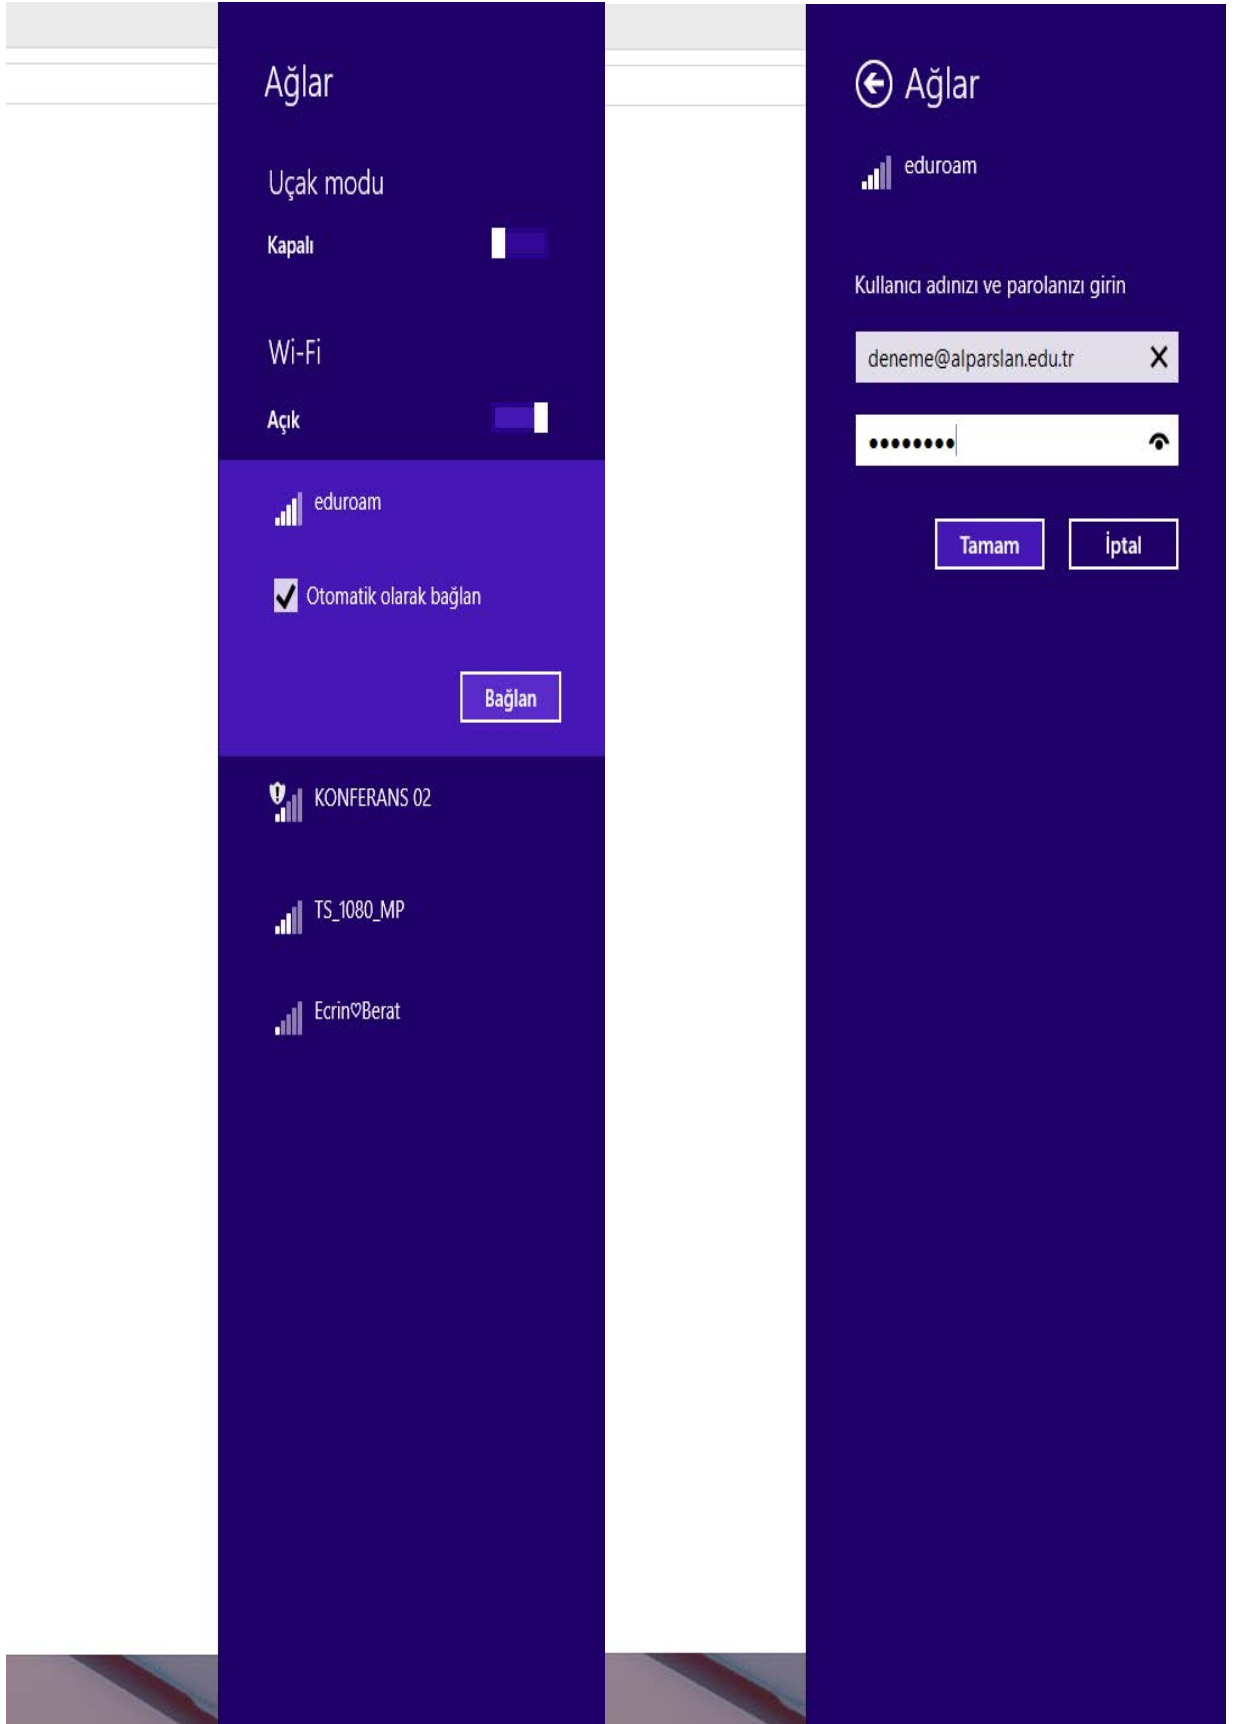 Ağlar
Uçak modu
Kapalı
Wi-Fi
Açık
eduroam
Otomatik olarak bağlan
Bağlan
KONFERANS 02
TS_1080_MP
Ecrin♡Berat
Ağlar
eduroam
Kullanıcı adınızı ve parolanızı girin
deneme@alparslan.edu.tr
••••••••
Tamam
İptal